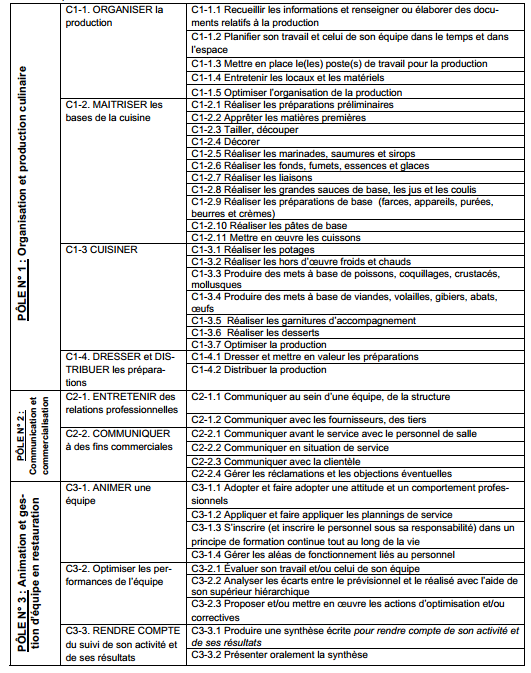 PÔLE N° 1 : Organisation et production culinaire
C1-1. ORGANISER la
production
C1-1.1 Recueillir les informations et renseigner ou élaborer des docu-
ments relatifs à la production
C1-1.2 Planifier son travail et celui de son équipe dans le temps et dans
l'espace
C1-1.3 Mettre en place le(les) poste(s) de travail pour la production
C1-1.4 Entretenir les locaux et les matériels
C1-1.5 Optimiser l'organisation de la production
C1-2. MAITRISER les
bases de la cuisine
C1-2.1 Réaliser les préparations préliminaires
C1-2.2 Apprêter les matières premières
C1-2.3 Tailler, découper
C1-2.4 Décorer
C1-2.5 Réaliser les marinades, saumures et sirops
C1-2.6 Réaliser les fonds, fumets, essences et glaces
C1-2.7 Réaliser les liaisons
C1-2.8 Réaliser les grandes sauces de base, les jus et les coulis
C1-2.9 Réaliser les préparations de base (farces, appareils, purées,
beurres et crèmes)
C1-2.10 Réaliser les pâtes de base
C1-2.11 Mettre en œuvre les cuissons
C1-3 CUISINER
C1-3.1 Réaliser les potages
C1-3.2 Réaliser les hors d'œuvre froids et chauds
C1-3.3 Produire des mets à base de poissons, coquillages, crustacés,
mollusques
C1-3.4 Produire des mets à base de viandes, volailles, gibiers, abats,
œufs
C1-3.5 Réaliser les garnitures d'accompagnement
C1-3.6 Réaliser les desserts
C1-3.7 Optimiser la production
C1-4. DRESSER et DIS-
TRIBUER les prépara-
tions
C1-4.1 Dresser et mettre en valeur les préparations
C1-4.2 Distribuer la production
PÔLE N° 2 :
Communication et
commercialisation
C2-1. ENTRETENIR des
relations professionnelles
C2-1.1 Communiquer au sein d'une équipe, de la structure
C2-1.2 Communiquer avec les fournisseurs, des tiers
C2-2. COMMUNIQUER
à des fins commerciales
C2-2.1 Communiquer avant le service avec le personnel de salle
C2-2.2 Communiquer en situation de service
C2-2.3 Communiquer avec la clientèle
C2-2.4 Gérer les réclamations et les objections éventuelles
PÔLE N° 3 : Animation et ges-
tion d'équipe en restauration
C3-1. ANIMER une
équipe
C3-1.1 Adopter et faire adopter une attitude et un comportement profes-
sionnels
C3-1.2 Appliquer et faire appliquer les plannings de service
C3-1.3 S'inscrire (et inscrire le personnel sous sa responsabilité) dans un
principe de formation continue tout au long de la vie
C3-1.4 Gérer les aléas de fonctionnement liés au personnel
C3-2. Optimiser les per-
formances de l'équipe
C3-2.1 Évaluer son travail et/ou celui de son équipe
C3-2.2 Analyser les écarts entre le prévisionnel et le réalisé avec l'aide de
son supérieur hiérarchique
C3-2.3 Proposer et/ou mettre en œuvre les actions d'optimisation et/ou
correctives
C3-3. RENDRE COMPTE
du suivi de son activité et
de ses résultats
C3-3.1 Produire une synthèse écrite pour rendre compte de son activité et
de ses résultats
C3-3.2 Présenter oralement la synthèse